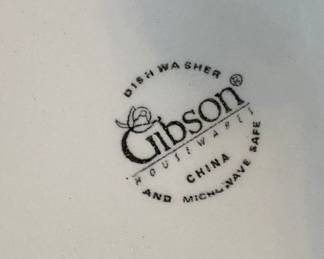 DISHWASHER
Gibson®
HOUSEWARES
CHINA
AND MICROWAVE SAFE